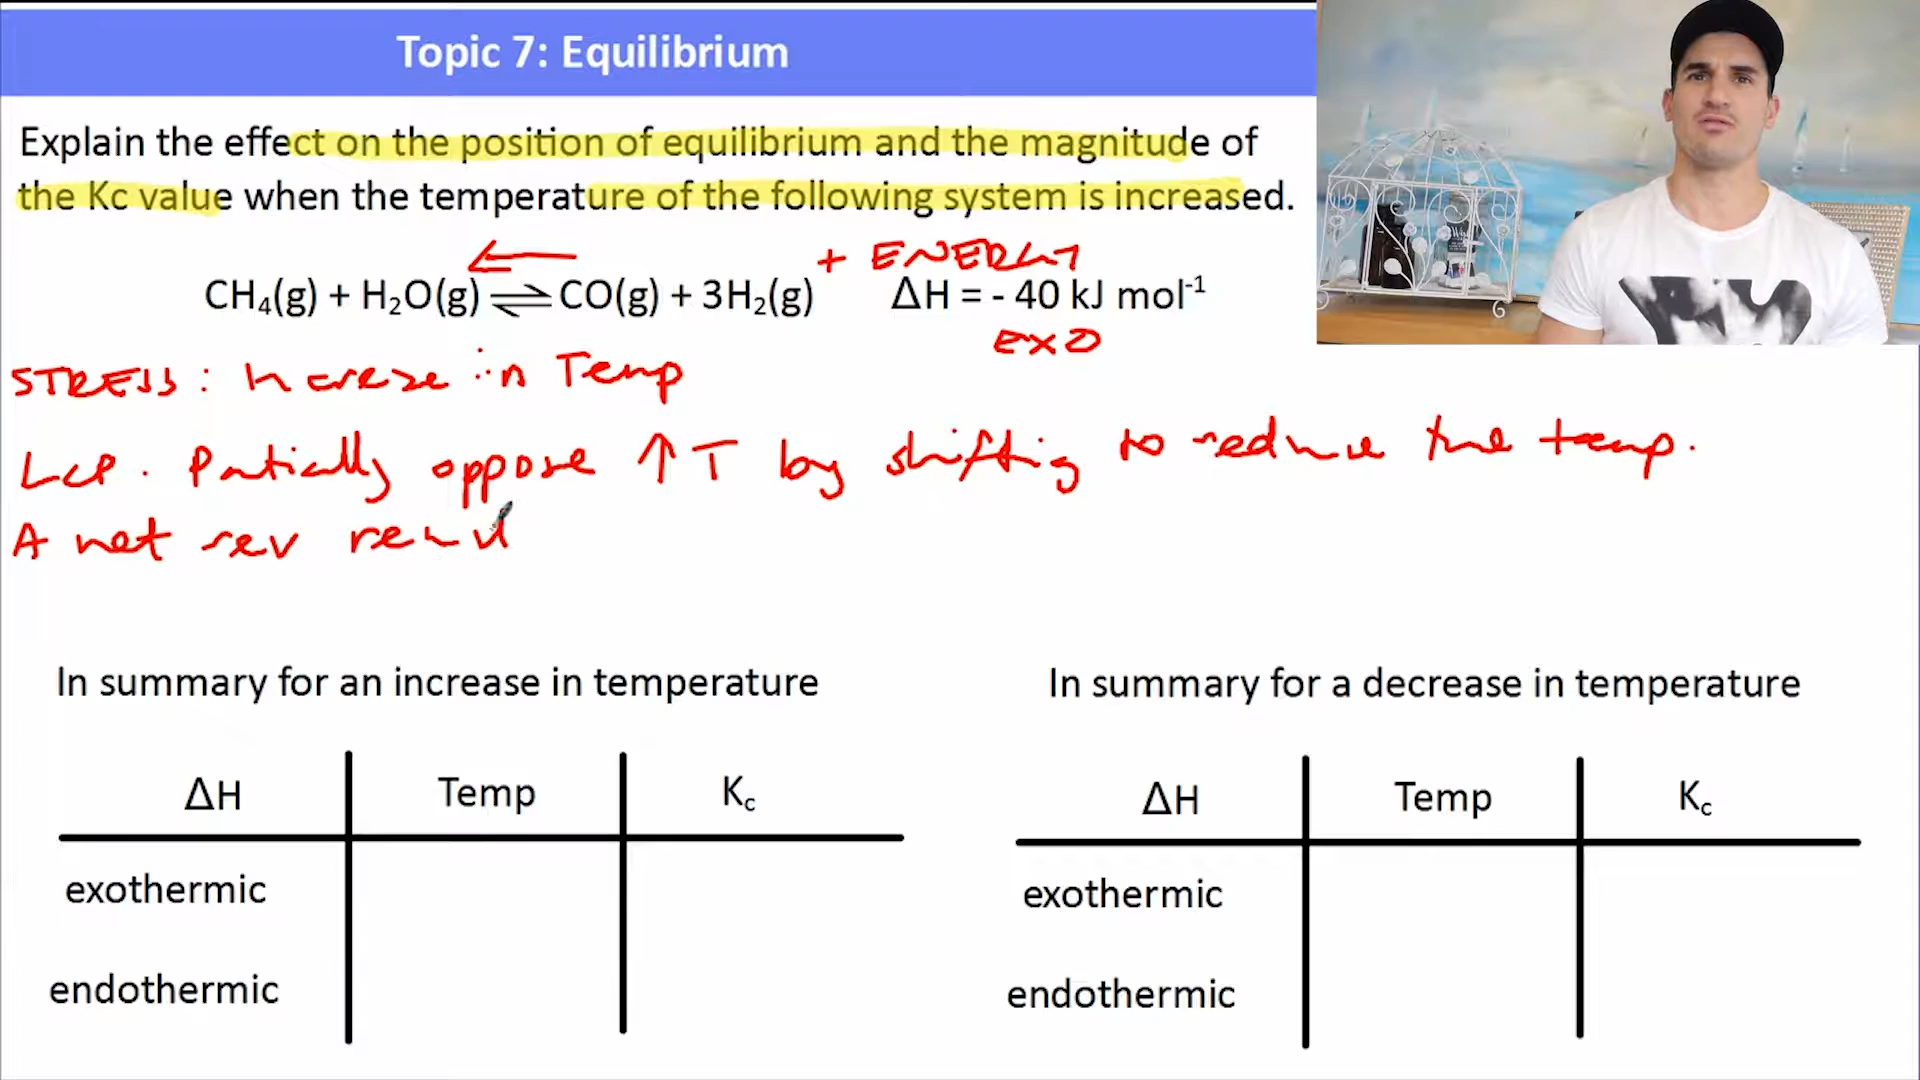 Topic 7: Equilibrium
Explain the effect on the position of equilibrium and the magnitude of
the Kc value when the temperature of the following system is increased.
+ ENERGY
CH₄(g) + H₂O(g) ⇌ CO(g) + 3H₂(g) ΔH = - 40 kJ mol⁻¹
EXO
STRESS: Increase in Temp
LCP. Partially oppose ↑ T by shifting to reduce the temp.
A net rev
In summary for an increase in temperature
ΔH Temp Kc
exothermic
endothermic
In summary for a decrease in temperature
ΔH Temp Kc
exothermic
endothermic